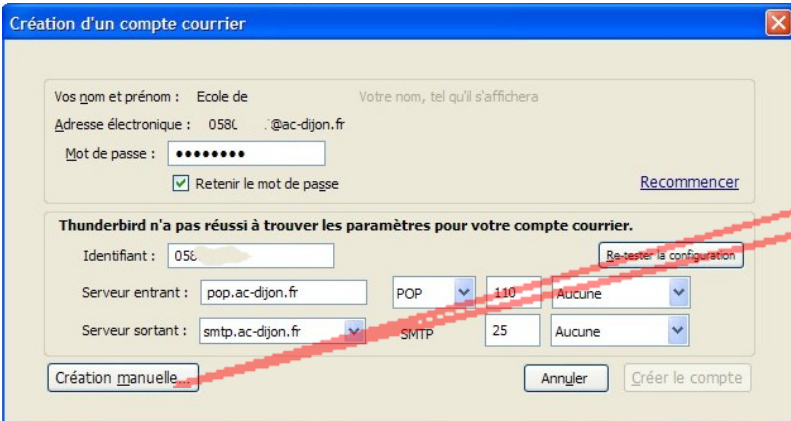 Création d'un compte courrier
Vos nom et prénom : Ecole de Votre nom, tel qu'il s'affichera
Adresse électronique : 058 @ac-dijon.fr
Mot de passe : ••••••••
Retenir le mot de passe
Recommencer
Thunderbird n'a pas réussi à trouver les paramètres pour votre compte courrier.
Identifiant : 058 Re-tester la configuration
Serveur entrant : pop.ac-dijon.fr POP 110 Aucune
Serveur sortant : smtp.ac-dijon.fr SMTP 25 Aucune
Création manuelle... Annuler Créer le compte